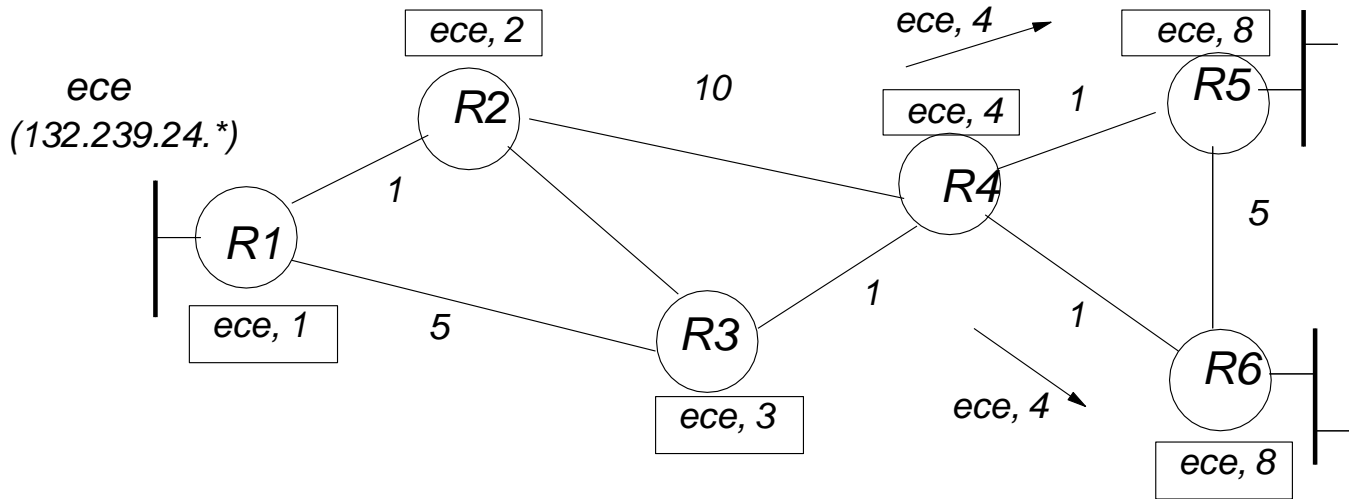 ece, 2
ece, 4
ece, 8
ece
(132.239.24.*)
R2
10
1
R5
ece, 4
1
R4
5
R1
ece, 1
5
R3
1
1
R6
ece, 3
ece, 4
ece, 8